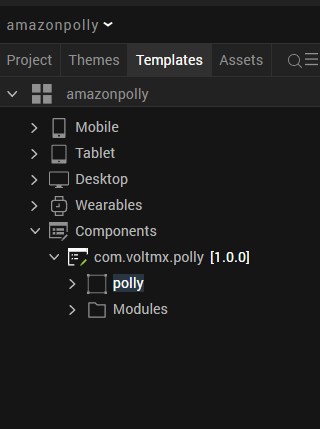 amazonpolly
Project Themes Templates Assets
amazonpolly
Mobile
Tablet
Desktop
Wearables
Components
com.voltmx.polly [1.0.0]
polly
Modules